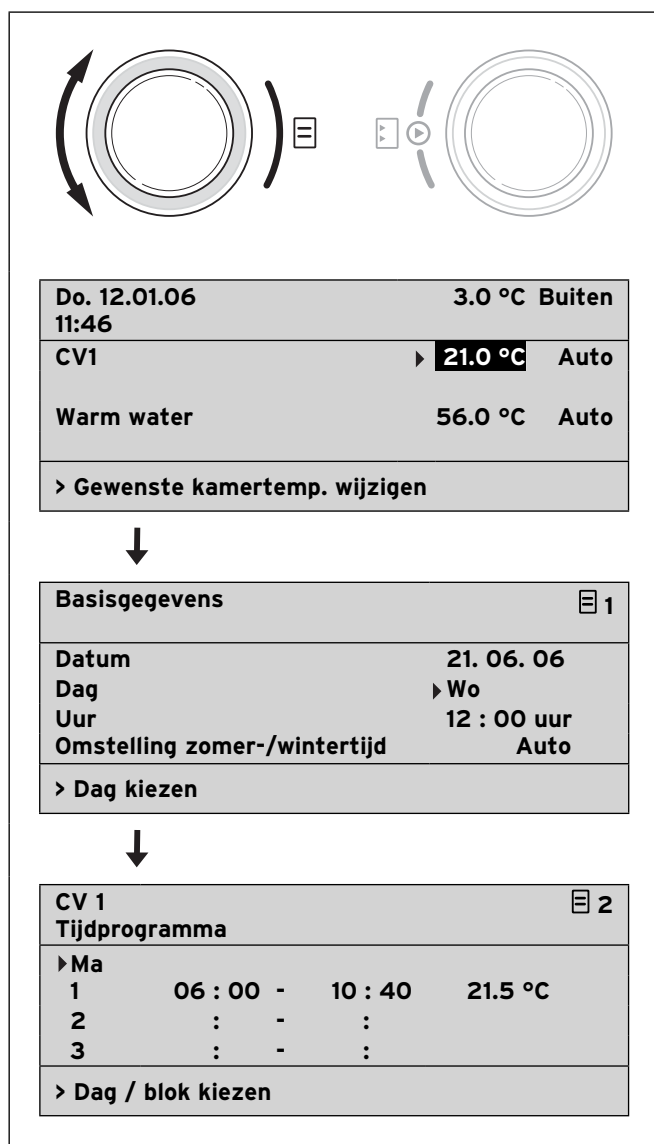 Do. 12.01.06 3.0 °C Buiten
11:46
CV1 21.0 °C Auto
Warm water 56.0 °C Auto
> Gewenste kamertemp. wijzigen
Basisgegevens 1
Datum 21. 06. 06
Dag Wo
Uur 12 : 00 uur
Omstelling zomer-/wintertijd Auto
> Dag kiezen
CV 1 2
Tijdprogramma
Ma
1 06 : 00 - 10 : 40 21.5 °C
2 : - :
3 : - :
> Dag / blok kiezen